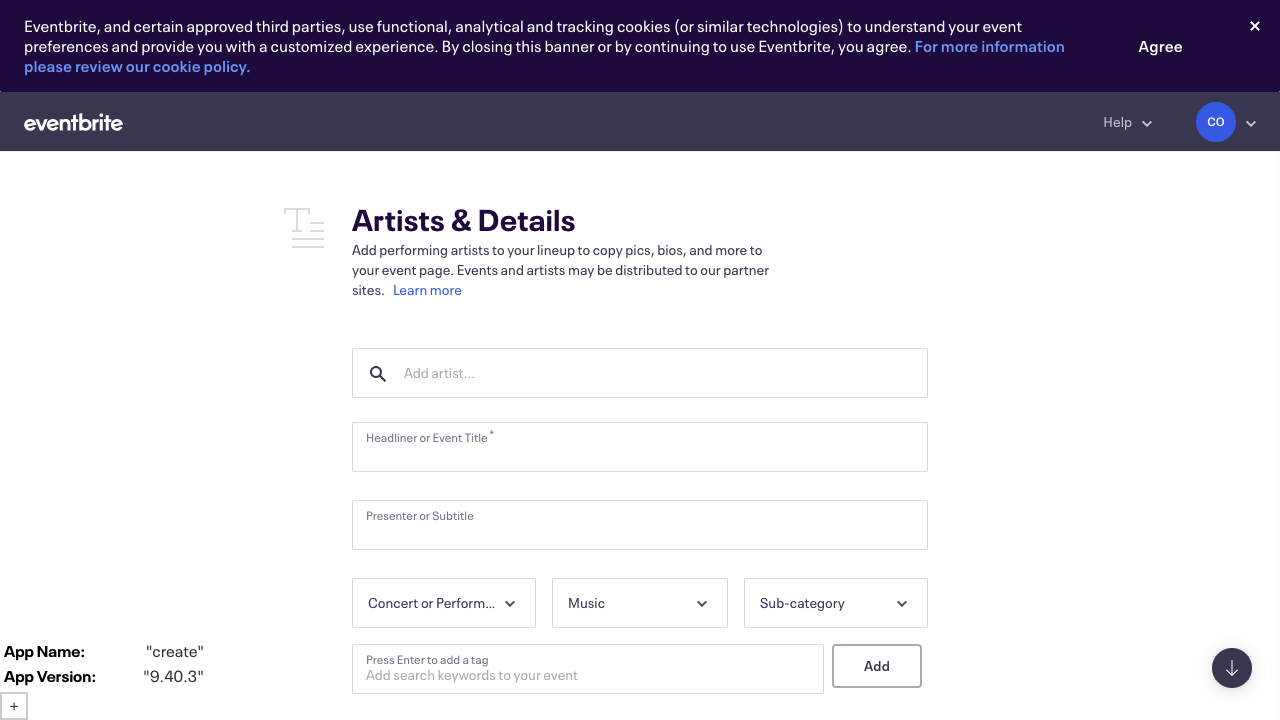 Eventbrite, and certain approved third parties, use functional, analytical and tracking cookies (or similar technologies) to understand your event
preferences and provide you with a customized experience. By closing this banner or by continuing to use Eventbrite, you agree. For more information
please review our cookie policy.
Agree
eventbrite
Help
CO
Artists & Details
Add performing artists to your lineup to copy pics, bios, and more to
your event page. Events and artists may be distributed to our partner
sites. Learn more
Add artist...
Headliner or Event Title *
Presenter or Subtitle
Concert or Perform... Music Sub-category
App Name: "create"
App Version: "9.40.3"
+
Press Enter to add a tag
Add search keywords to your event
Add